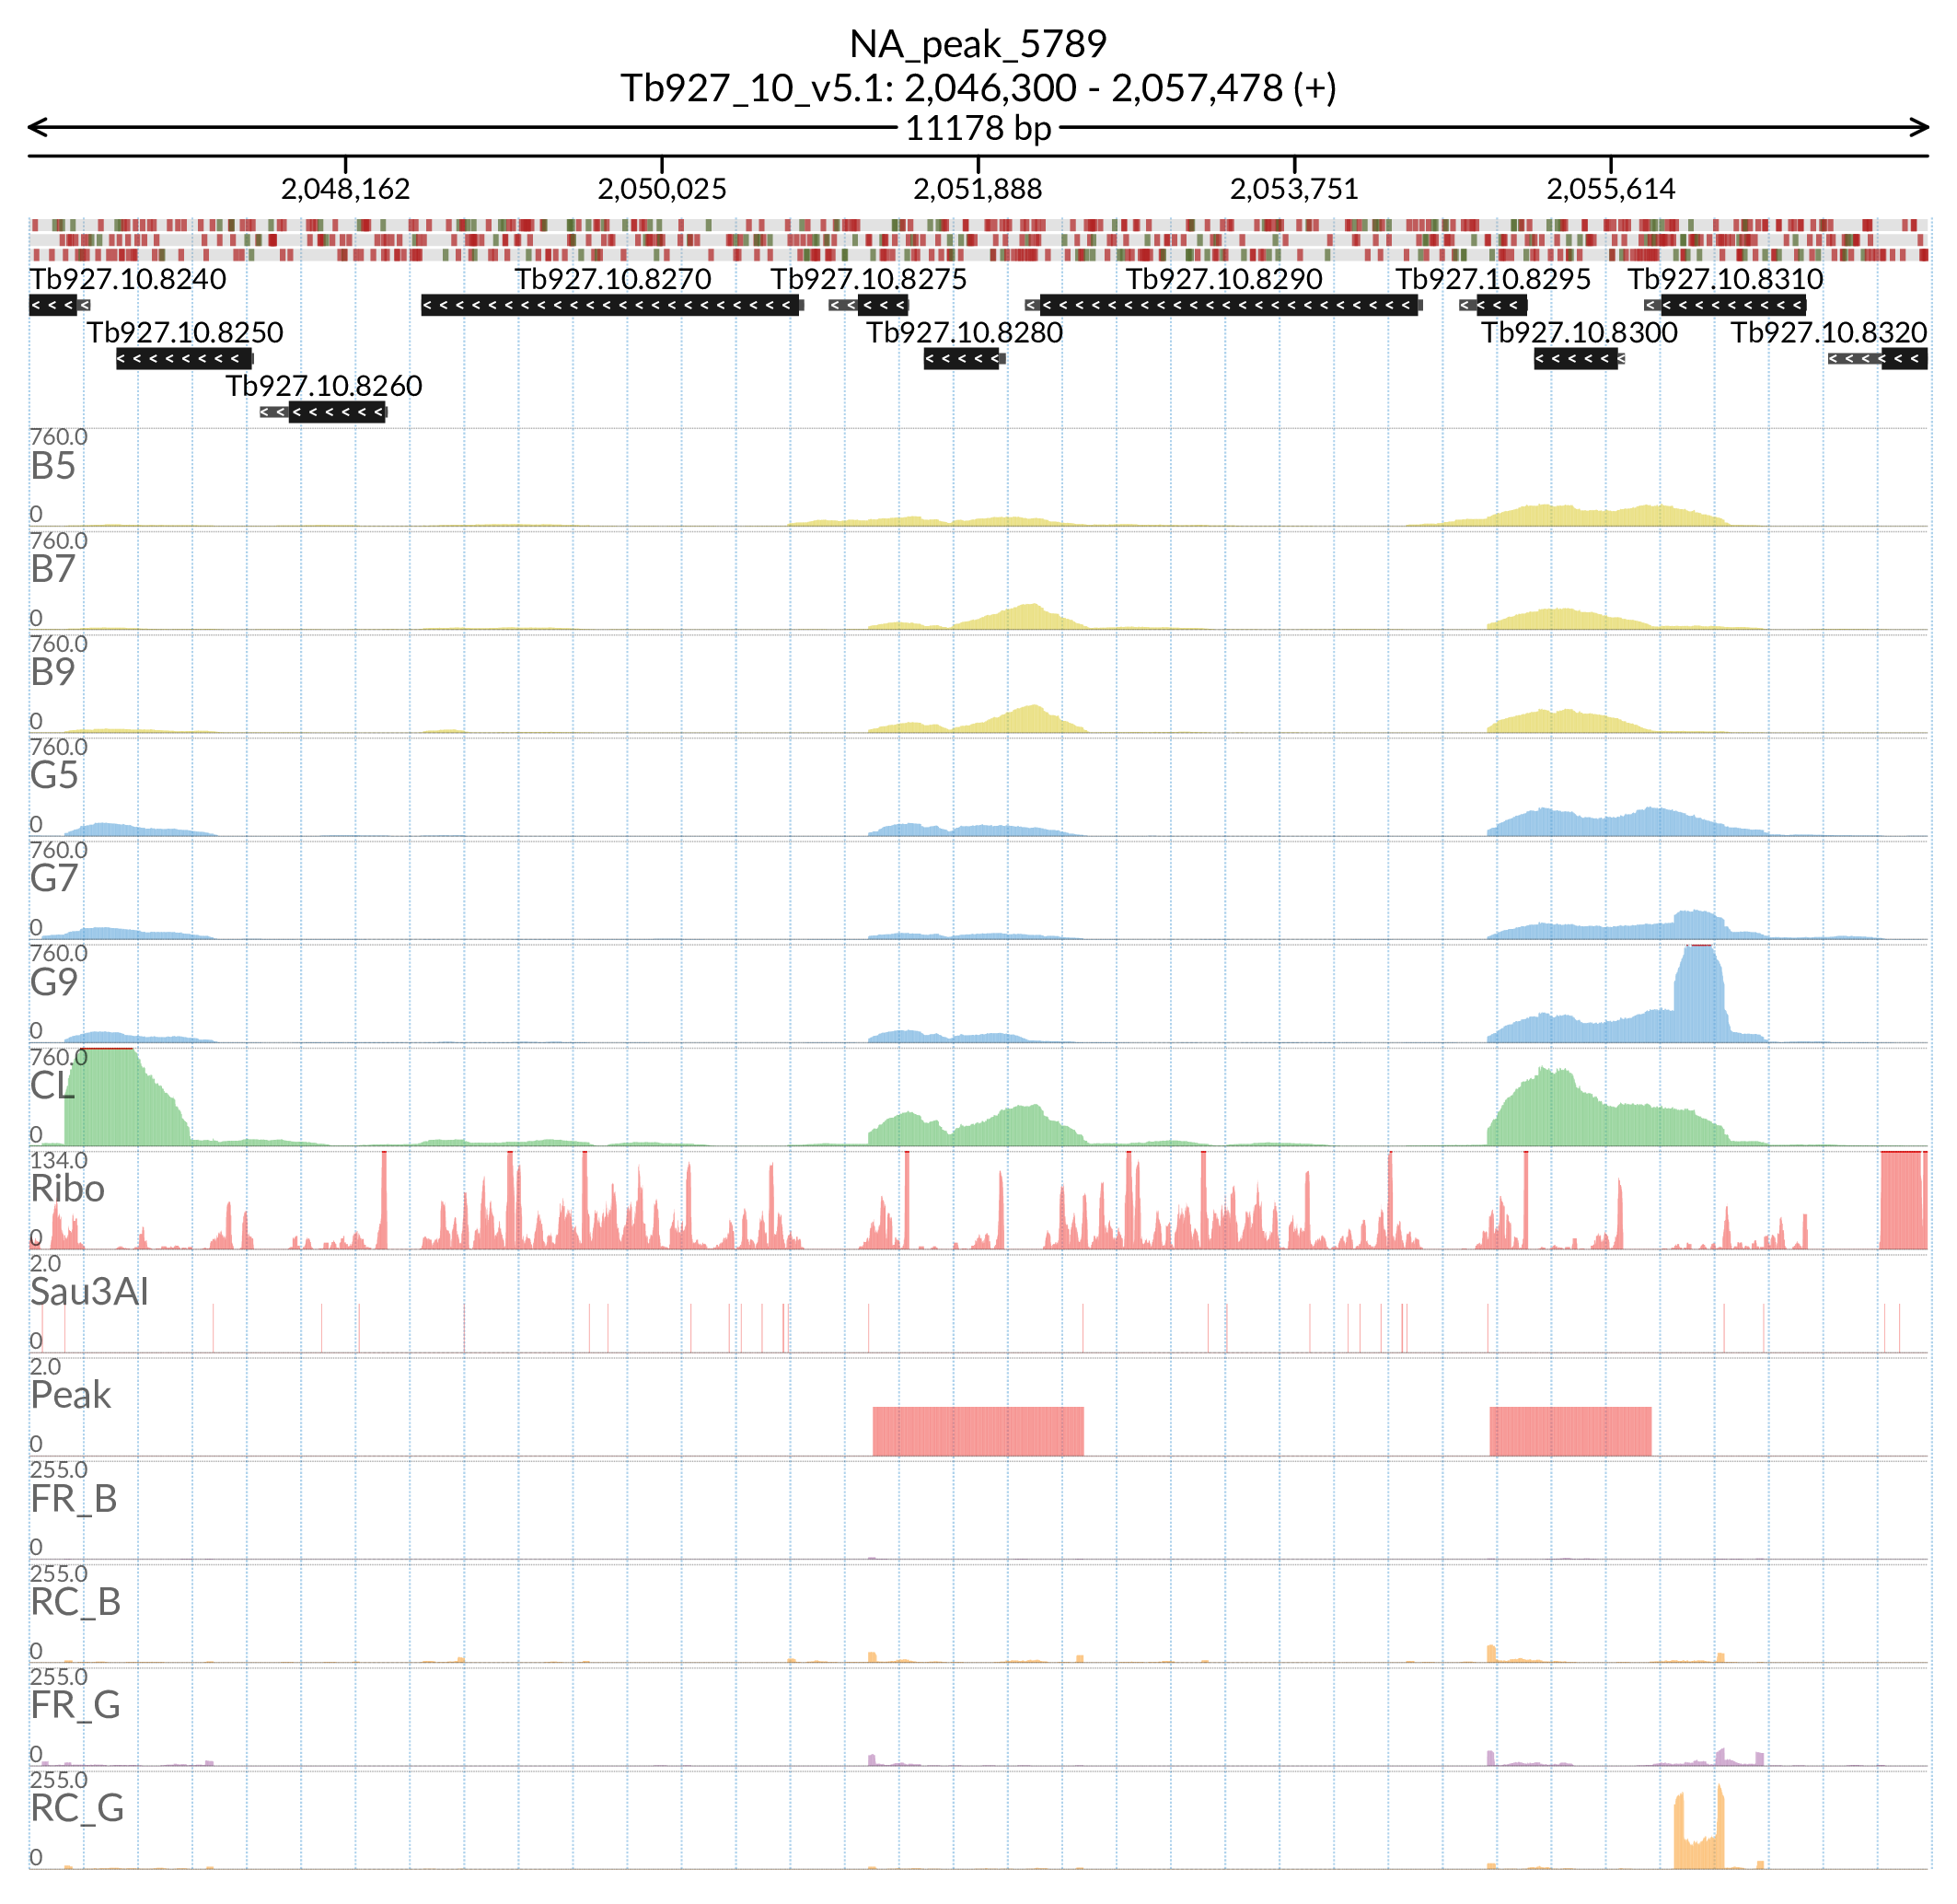 NA_peak_5789
Tb927_10_v5.1: 2,046,300 - 2,057,478 (+)
11178 bp
2,048,162 2,050,025 2,051,888 2,053,751 2,055,614
Tb927.10.8240 Tb927.10.8270 Tb927.10.8275 Tb927.10.8290 Tb927.10.8295 Tb927.10.8310
Tb927.10.8250 Tb927.10.8280 Tb927.10.8300 Tb927.10.8320
Tb927.10.8260
760.0
B5
0
760.0
B7
0
760.0
B9
0
760.0
G5
0
760.0
G7
0
760.0
G9
0
760.0
CL
0
134.0
Ribo
0
2.0
Sau3AI
0
2.0
Peak
0
255.0
FR_B
0
255.0
RC_B
0
255.0
FR_G
0
255.0
RC_G
0